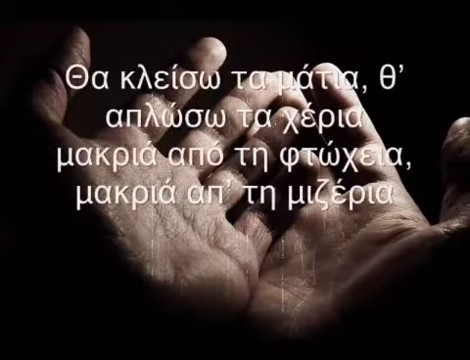 Θα κλείσω τα μάτια, θ’
απλώσω τα χέρια
μακριά από τη φτώχεια,
μακριά απ’ τη μιζέρια